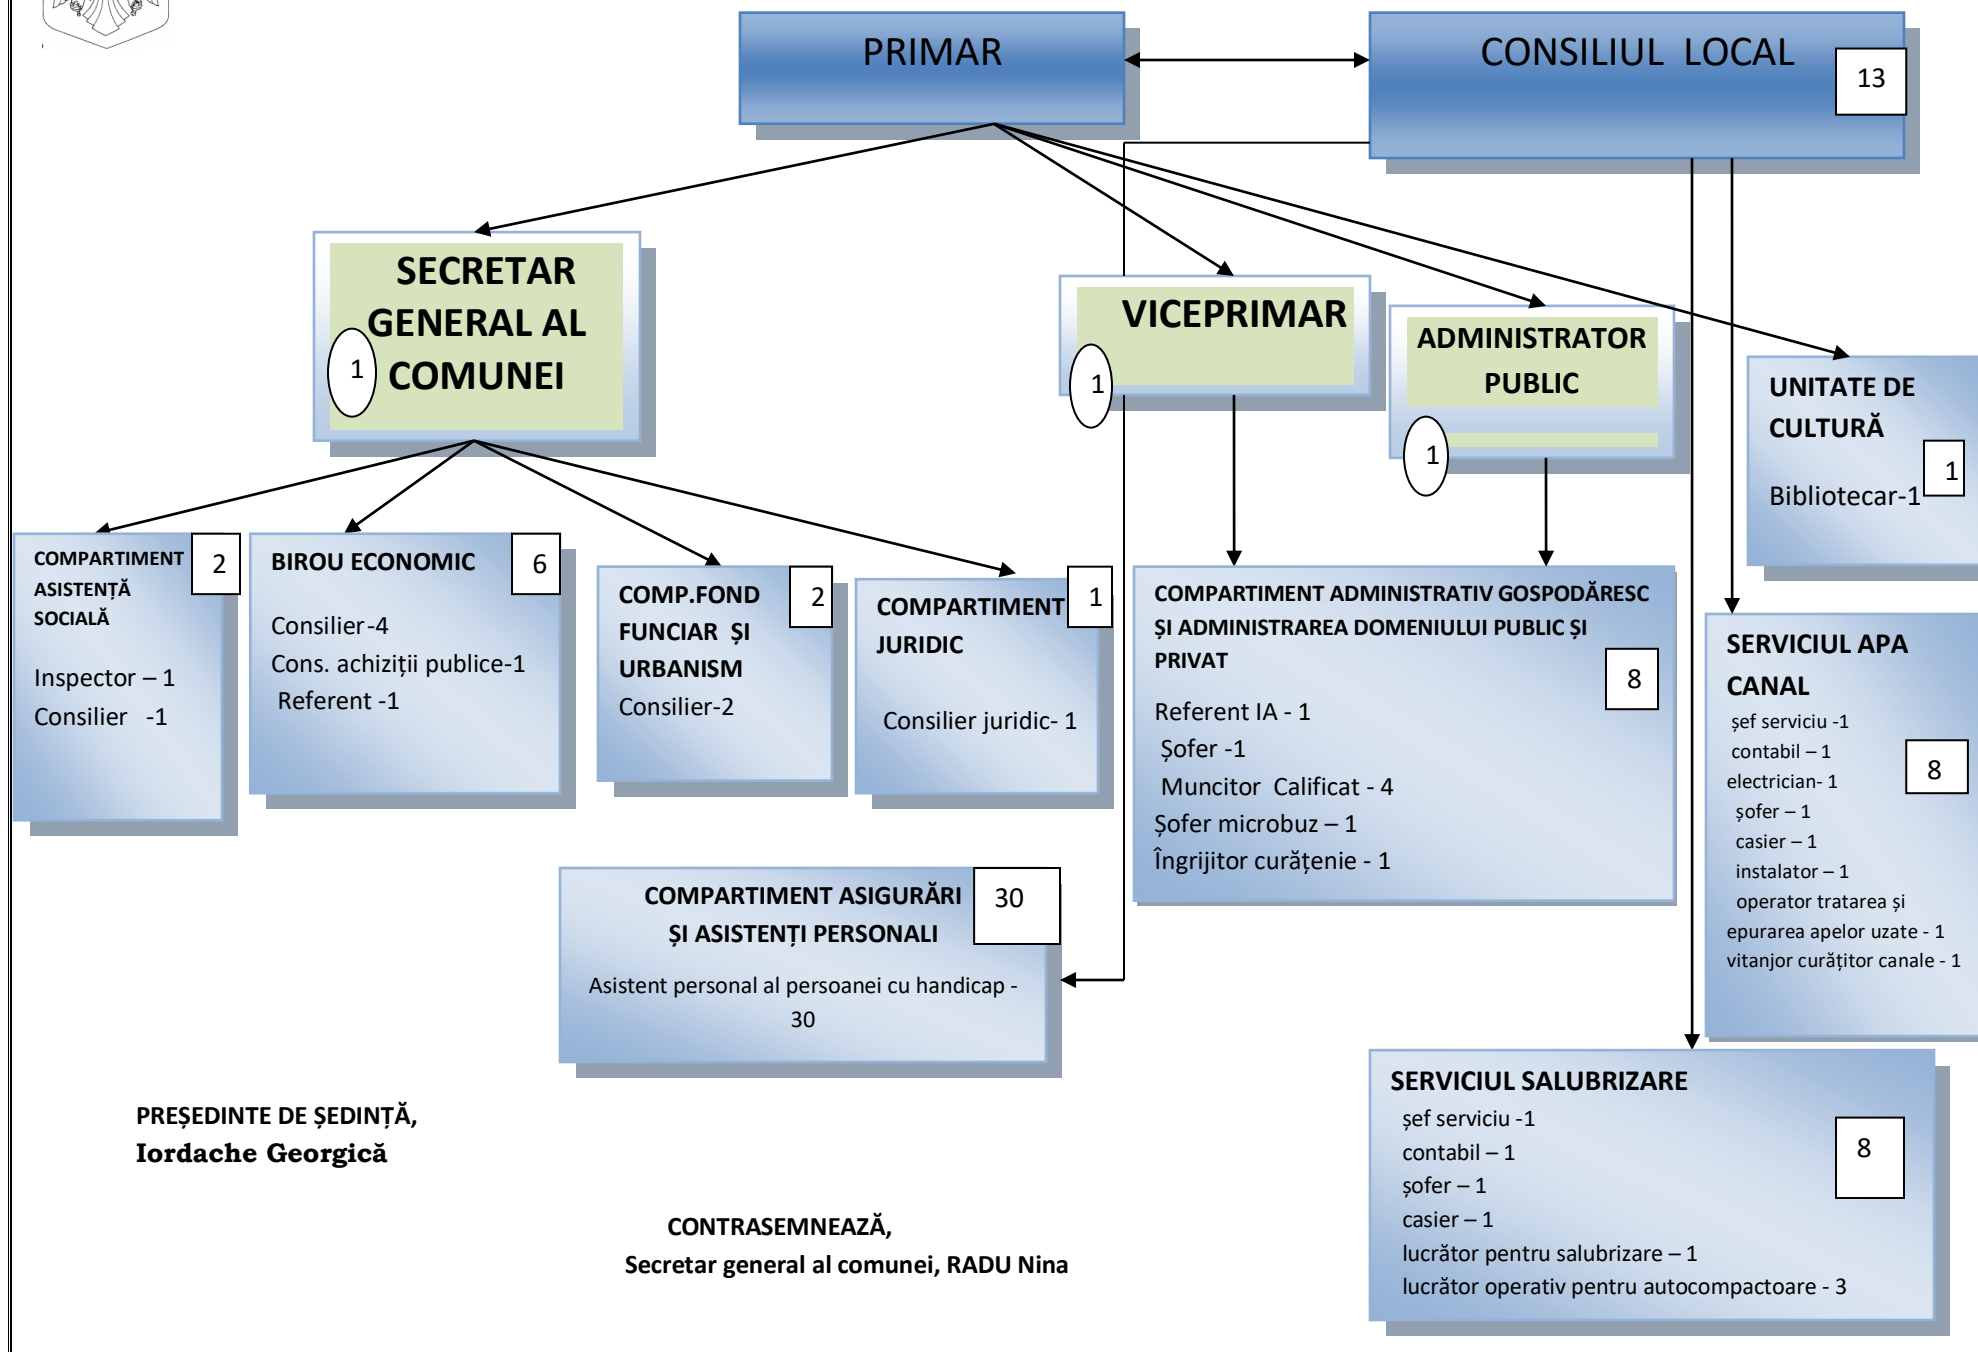 PRIMAR
CONSILIUL  LOCAL
13
SECRETAR
GENERAL AL
COMUNEI
1
VICEPRIMAR
1
ADMINISTRATOR
PUBLIC
1
UNITATE DE
CULTURĂ
1
Bibliotecar-1
COMPARTIMENT
ASISTENȚĂ
SOCIALĂ
2
Inspector – 1
Consilier   -1
BIROU ECONOMIC
6
Consilier-4
Cons. achiziții publice-1
Referent -1
COMP.FOND
FUNCIAR  ȘI
URBANISM
2
Consilier-2
COMPARTIMENT
JURIDIC
1
Consilier juridic- 1
COMPARTIMENT ADMINISTRATIV GOSPODĂRESC
ȘI ADMINISTRAREA DOMENIULUI PUBLIC ȘI
PRIVAT
8
Referent IA - 1
Șofer -1
Muncitor  Calificat - 4
Șofer microbuz – 1
Îngrijitor curățenie - 1
SERVICIUL APA
CANAL
șef serviciu -1
contabil – 1
electrician- 1
8
șofer – 1
casier – 1
instalator – 1
operator tratarea și
epurarea apelor uzate - 1
vitanjor curățitor canale - 1
COMPARTIMENT ASIGURĂRI
ȘI ASISTENȚI PERSONALI
30
Asistent personal al persoanei cu handicap -
30
SERVICIUL SALUBRIZARE
șef serviciu -1
contabil – 1
8
șofer – 1
casier – 1
lucrător pentru salubrizare – 1
lucrător operativ pentru autocompactoare - 3
PREȘEDINTE DE ȘEDINȚĂ,
Iordache Georgică
CONTRASEMNEAZĂ,
Secretar general al comunei, RADU Nina